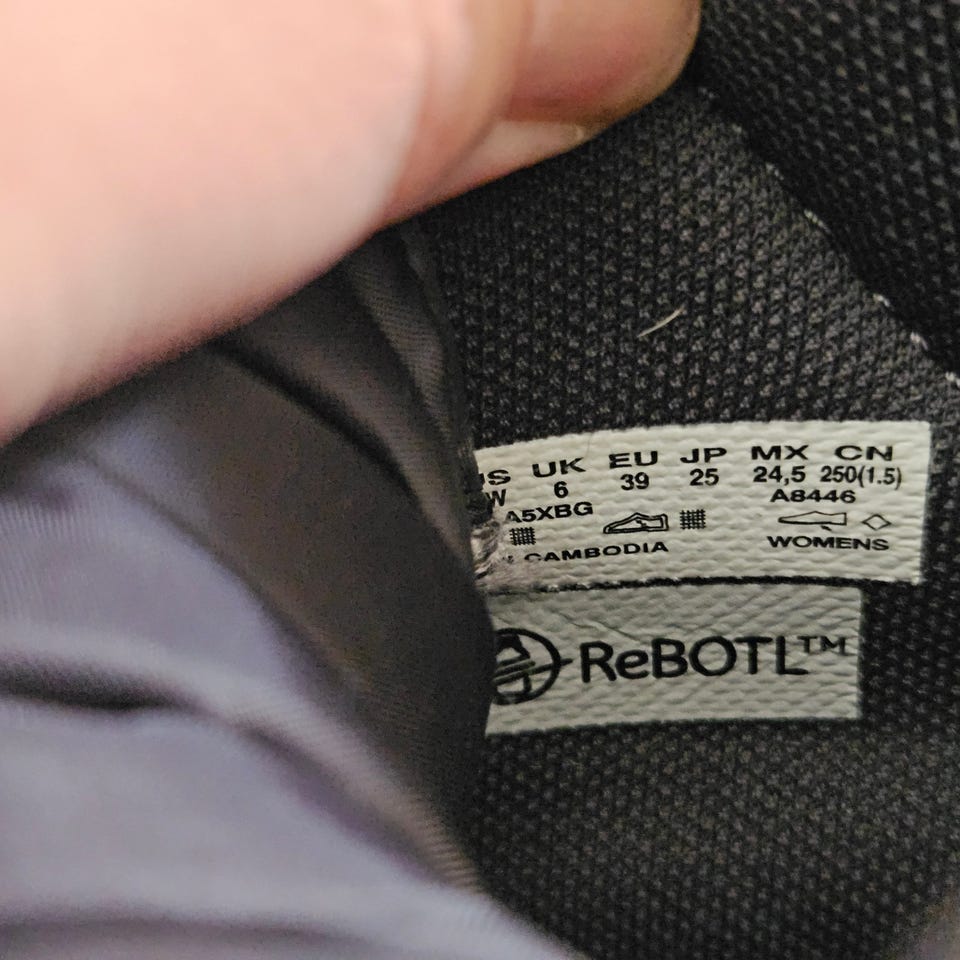 UK EU JP MX CN
6 39 25 24,5 250(1.5)
A5XBG A8446
CAMBODIA WOMENS
ReBOTL™